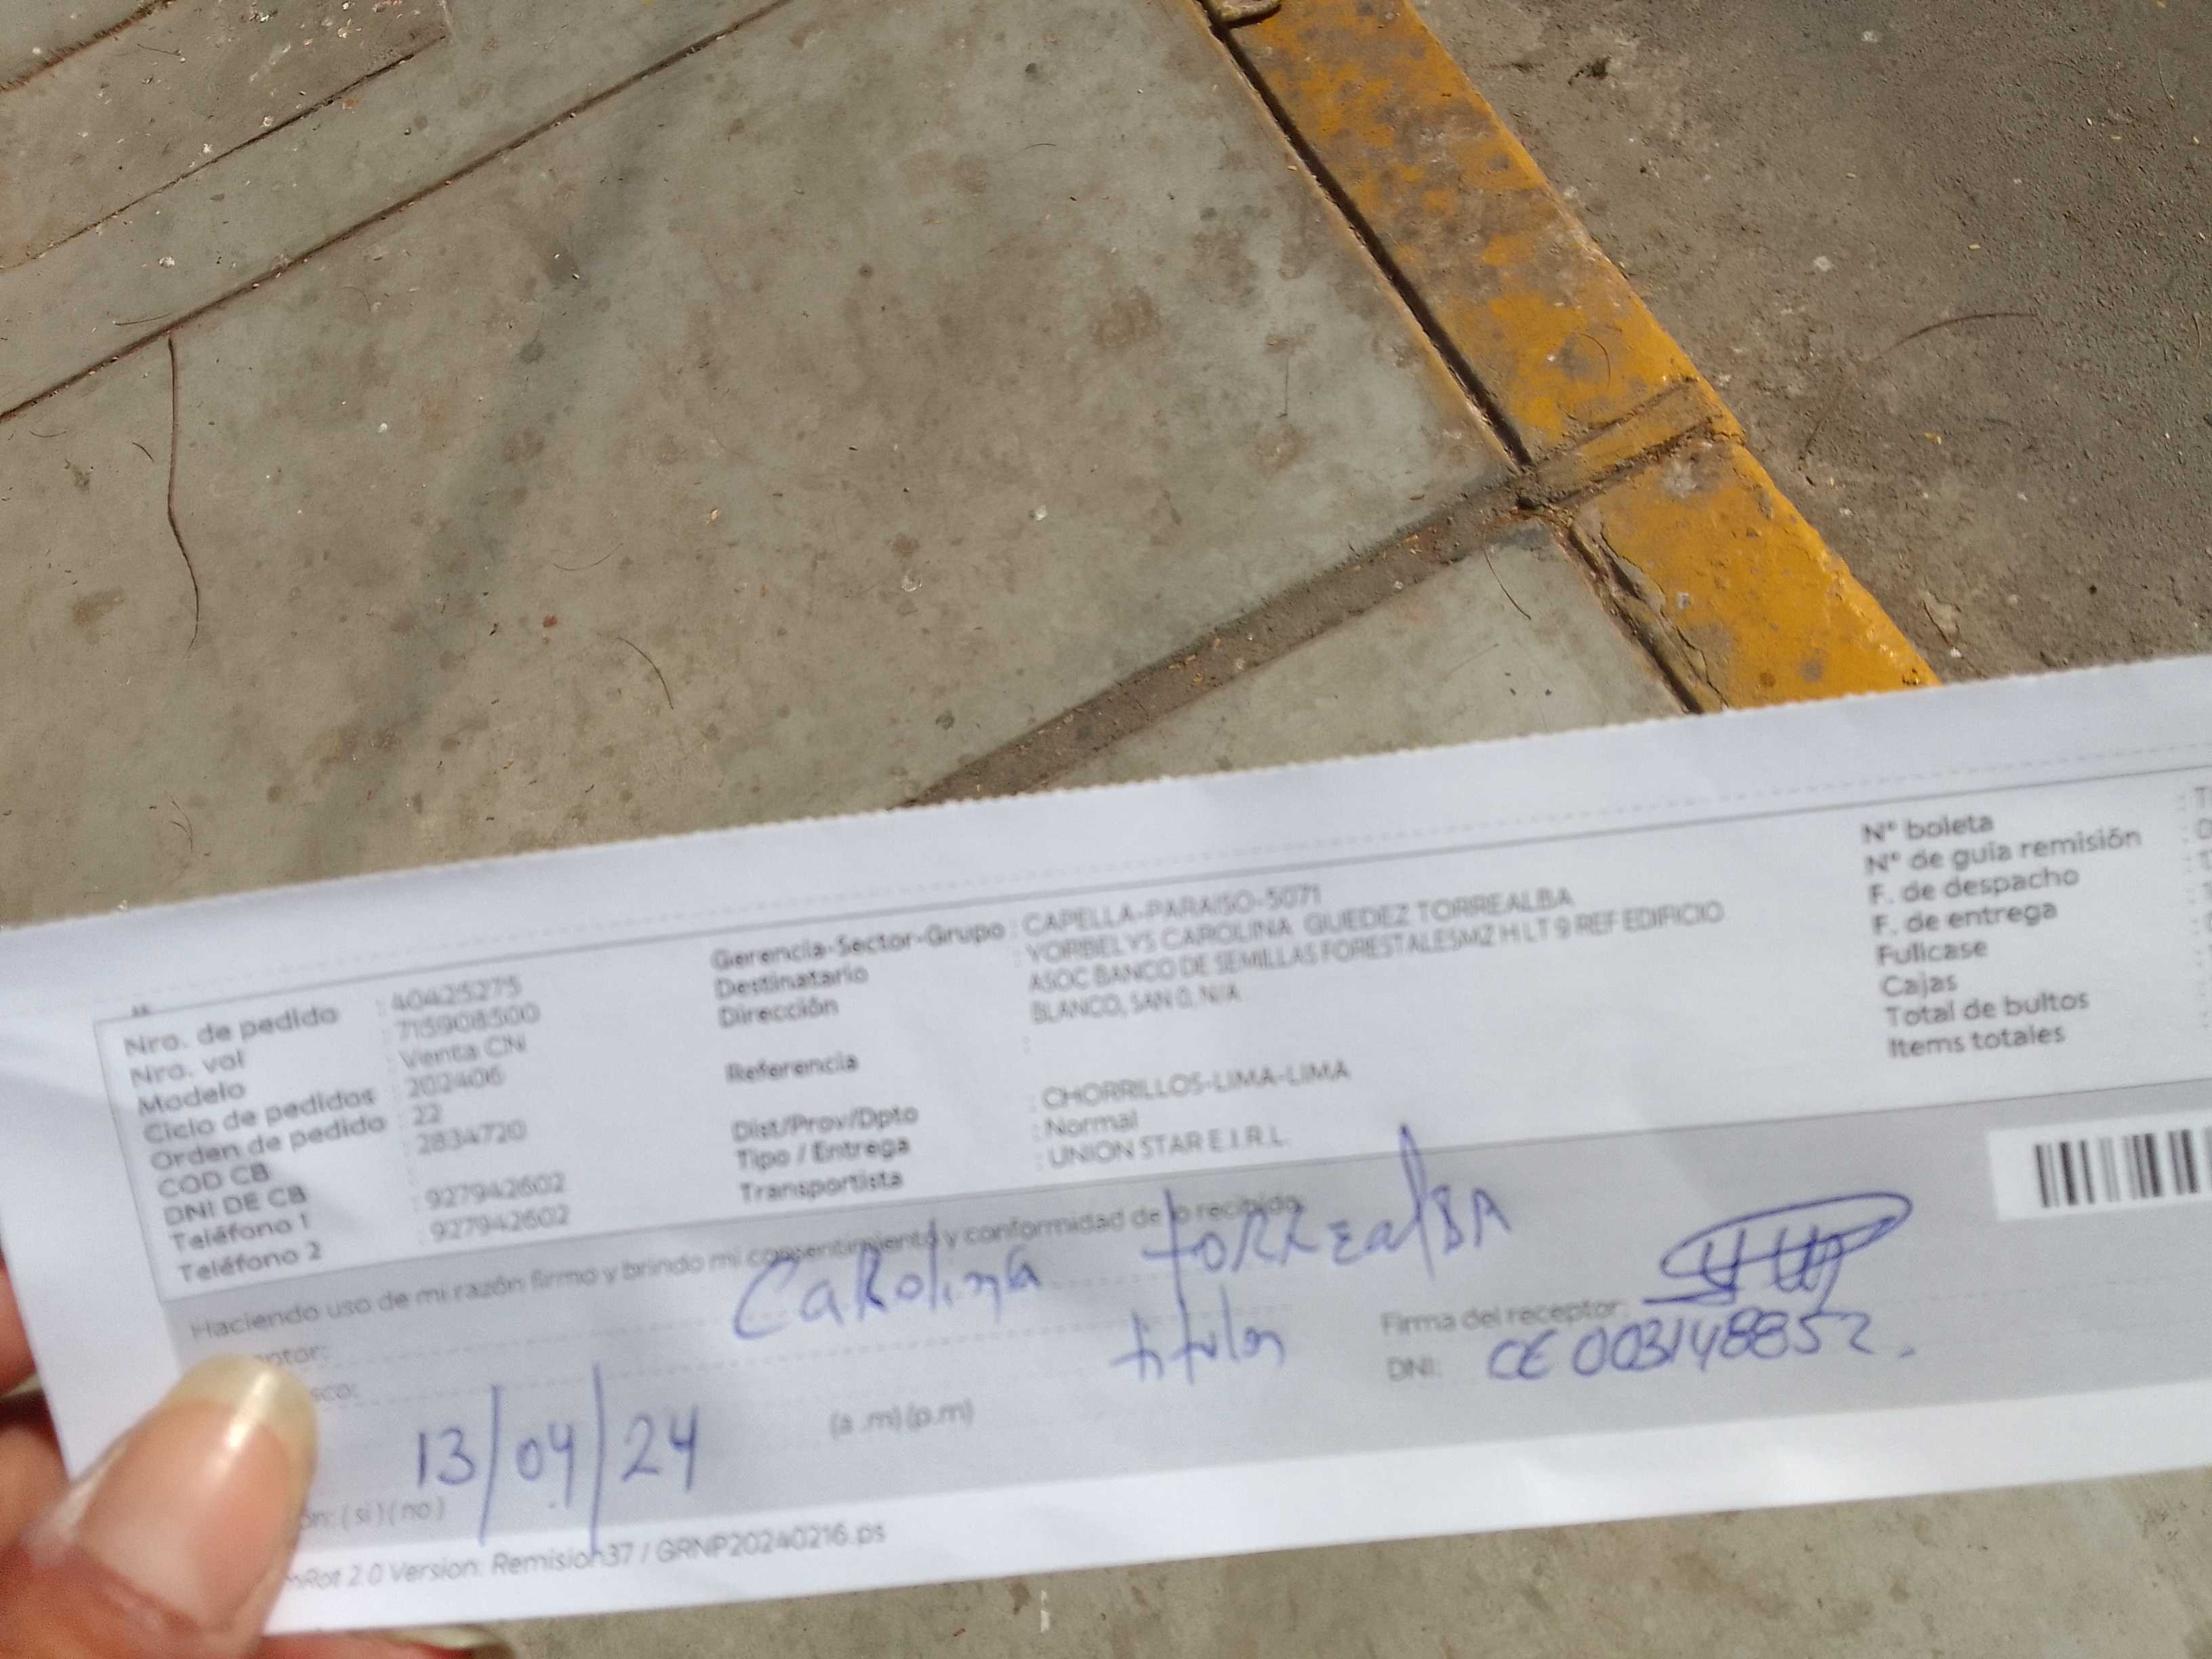 Nro. de pedido : 40425275
Nro. vol : 715908500
Modelo : Venta CN
Ciclo de pedidos : 202406
Orden de pedido : 22
COD CB : 2834720
DNI DE CB
Teléfono 1 : 927942602
Teléfono 2 : 927942602
Gerencia-Sector-Grupo : CAPELLA-PARAISO-5071
Destinatario : YORBELYS CAROLINA GUEDEZ TORREALBA
Dirección : ASOC BANCO DE SEMILLAS FORESTALESMZ H LT 9 REF EDIFICIO
BLANCO, SAN 0, N/A
Referencia :
Dist/Prov/Dpto : CHORRILLOS-LIMA-LIMA
Tipo / Entrega : Normal
Transportista : UNION STAR E.I.R.L.
N° boleta
N° de guía remisión
F. de despacho
F. de entrega
Fullcase
Cajas
Total de bultos
Items totales
Haciendo uso de mi razón firmo y brindo mi consentimiento y conformidad de lo recibido.
CaRolina toRRealBA
titular
Firma del receptor:
DNI: CE 003148852.
13/04/24 (a.m) (p.m)
(si) (no)
Rot 2.0 Version: Remision37 / GRNP20240216.ps